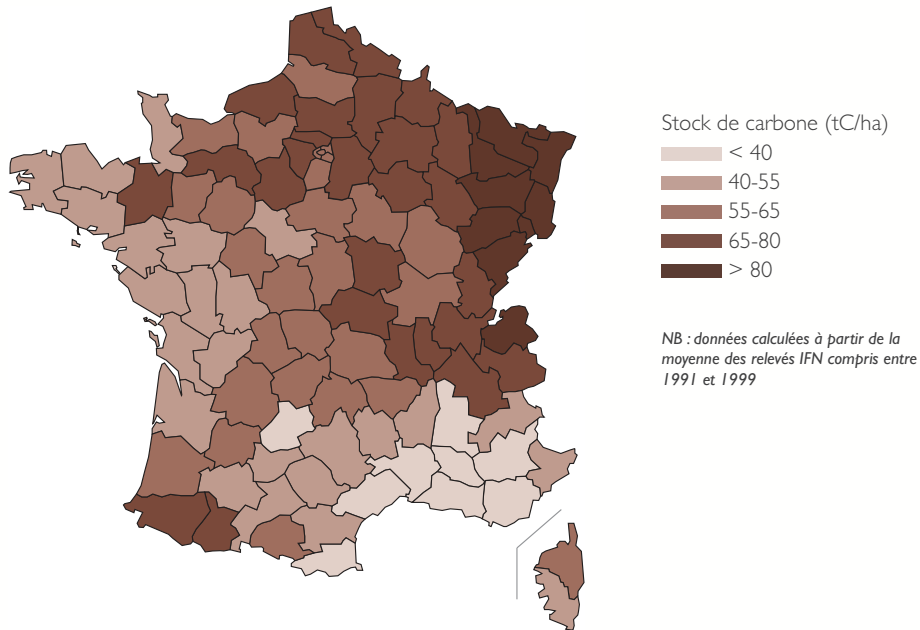 Stock de carbone (tC/ha)
< 40
40-55
55-65
65-80
> 80
NB : données calculées à partir de la
moyenne des relevés IFN compris entre
1991 et 1999